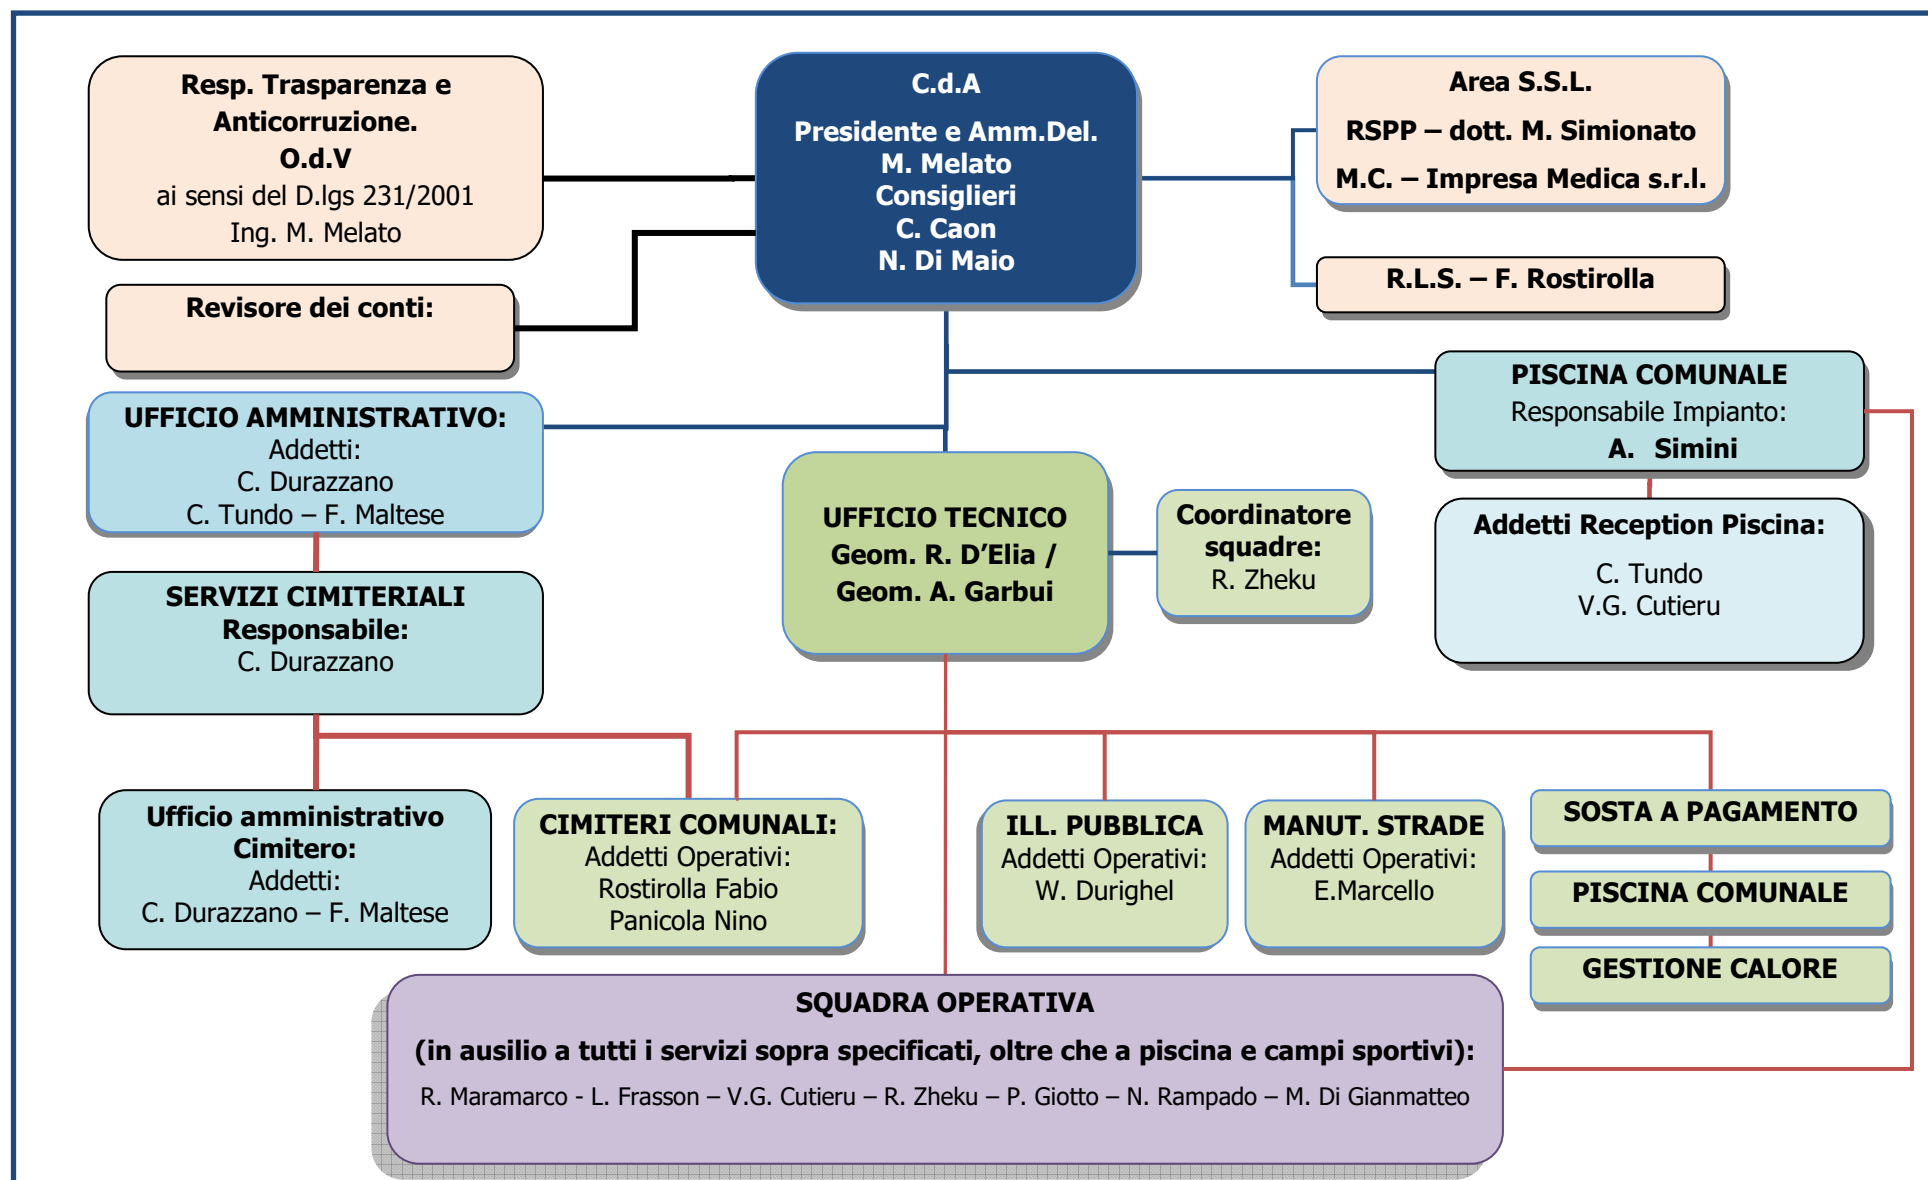 Resp. Trasparenza e
Anticorruzione.
O.d.V
ai sensi del D.lgs 231/2001
Ing. M. Melato
C.d.A
Presidente e Amm.Del.
M. Melato
Consiglieri
C. Caon
N. Di Maio
Area S.S.L.
RSPP – dott. M. Simionato
M.C. – Impresa Medica s.r.l.
R.L.S. – F. Rostirolla
Revisore dei conti:
UFFICIO AMMINISTRATIVO:
Addetti:
C. Durazzano
C. Tundo – F. Maltese
PISCINA COMUNALE
Responsabile Impianto:
A. Simini
UFFICIO TECNICO
Geom. R. D’Elia /
Geom. A. Garbui
Coordinatore
squadre:
R. Zheku
Addetti Reception Piscina:
C. Tundo
V.G. Cutieru
SERVIZI CIMITERIALI
Responsabile:
C. Durazzano
Ufficio amministrativo
Cimitero:
Addetti:
C. Durazzano – F. Maltese
CIMITERI COMUNALI:
Addetti Operativi:
Rostirolla Fabio
Panicola Nino
ILL. PUBBLICA
Addetti Operativi:
W. Durighel
MANUT. STRADE
Addetti Operativi:
E.Marcello
SOSTA A PAGAMENTO
PISCINA COMUNALE
GESTIONE CALORE
SQUADRA OPERATIVA
(in ausilio a tutti i servizi sopra specificati, oltre che a piscina e campi sportivi):
R. Maramarco - L. Frasson – V.G. Cutieru – R. Zheku – P. Giotto – N. Rampado – M. Di Gianmatteo